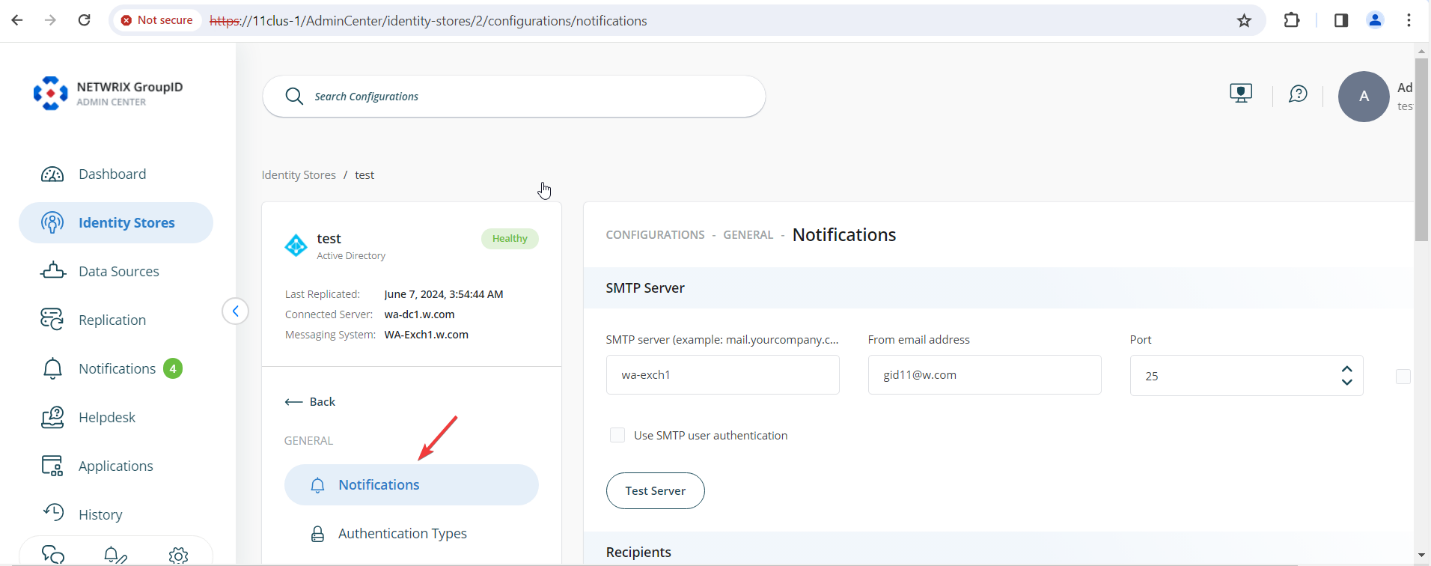 Not secure https://11clus-1/AdminCenter/identity-stores/2/configurations/notifications
NETWRIX GroupID
ADMIN CENTER
Search Configurations
A
Ad
tes
Dashboard
Identity Stores
Data Sources
Replication
Notifications 4
Helpdesk
Applications
History
Identity Stores / test
test
Healthy
Active Directory
Last Replicated: June 7, 2024, 3:54:44 AM
Connected Server: wa-dc1.w.com
Messaging System: WA-Exch1.w.com
Back
GENERAL
Notifications
Authentication Types
CONFIGURATIONS - GENERAL - Notifications
SMTP Server
SMTP server (example: mail.yourcompany.c... From email address Port
wa-exch1 gid11@w.com 25
Use SMTP user authentication
Test Server
Recipients